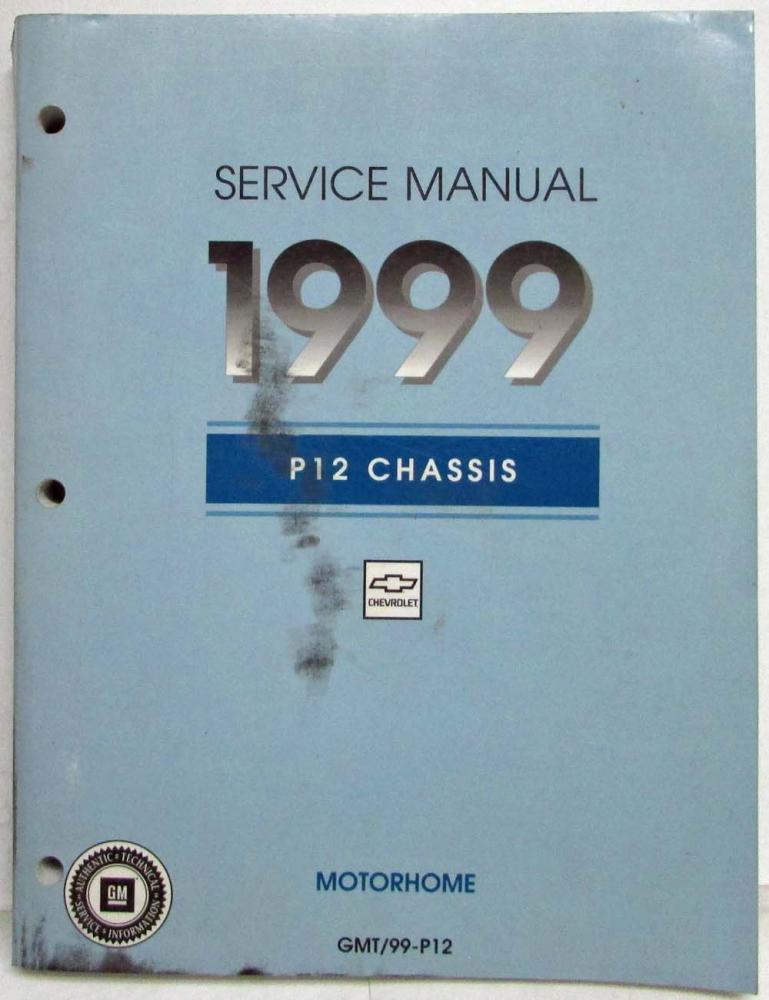 SERVICE MANUAL
1999
P12 CHASSIS
CHEVROLET
AUTHENTIC TECHNICAL
GM
SERVICE INFORMATION
MOTORHOME
GMT/99-P12